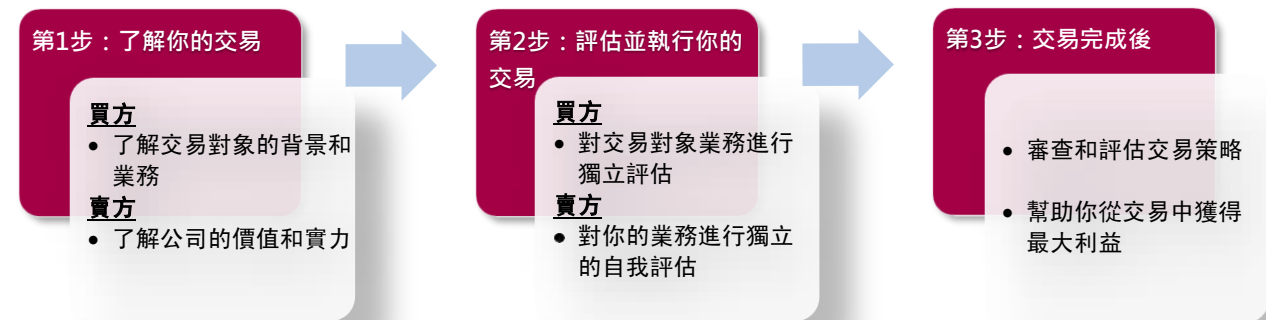 第1步：了解你的交易
買方
• 了解交易對象的背景和
業務
賣方
• 了解公司的價值和實力
第2步：評估並執行你的
交易
買方
• 對交易對象業務進行
獨立評估
賣方
• 對你的業務進行獨立
的自我評估
第3步：交易完成後
• 審查和評估交易策略
• 幫助你從交易中獲得
最大利益